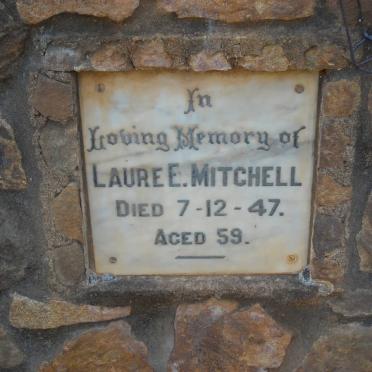 In
Loving Memory of
LAURE E. MITCHELL
DIED 7-12-47.
AGED 59.